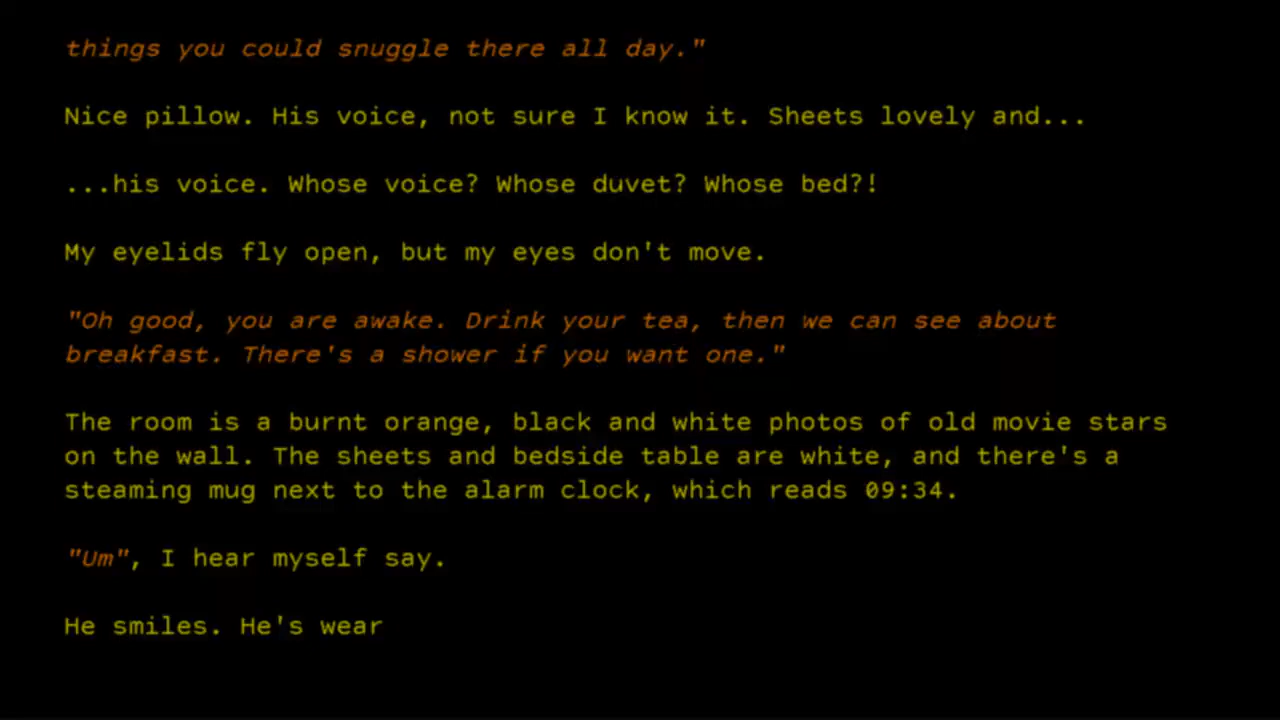 things you could snuggle there all day."
Nice pillow. His voice, not sure I know it. Sheets lovely and...
...his voice. Whose voice? Whose duvet? Whose bed?!
My eyelids fly open, but my eyes don't move.
"Oh good, you are awake. Drink your tea, then we can see about
breakfast. There's a shower if you want one."
The room is a burnt orange, black and white photos of old movie stars
on the wall. The sheets and bedside table are white, and there's a
steaming mug next to the alarm clock, which reads 09:34.
"Um", I hear myself say.
He smiles. He's wear